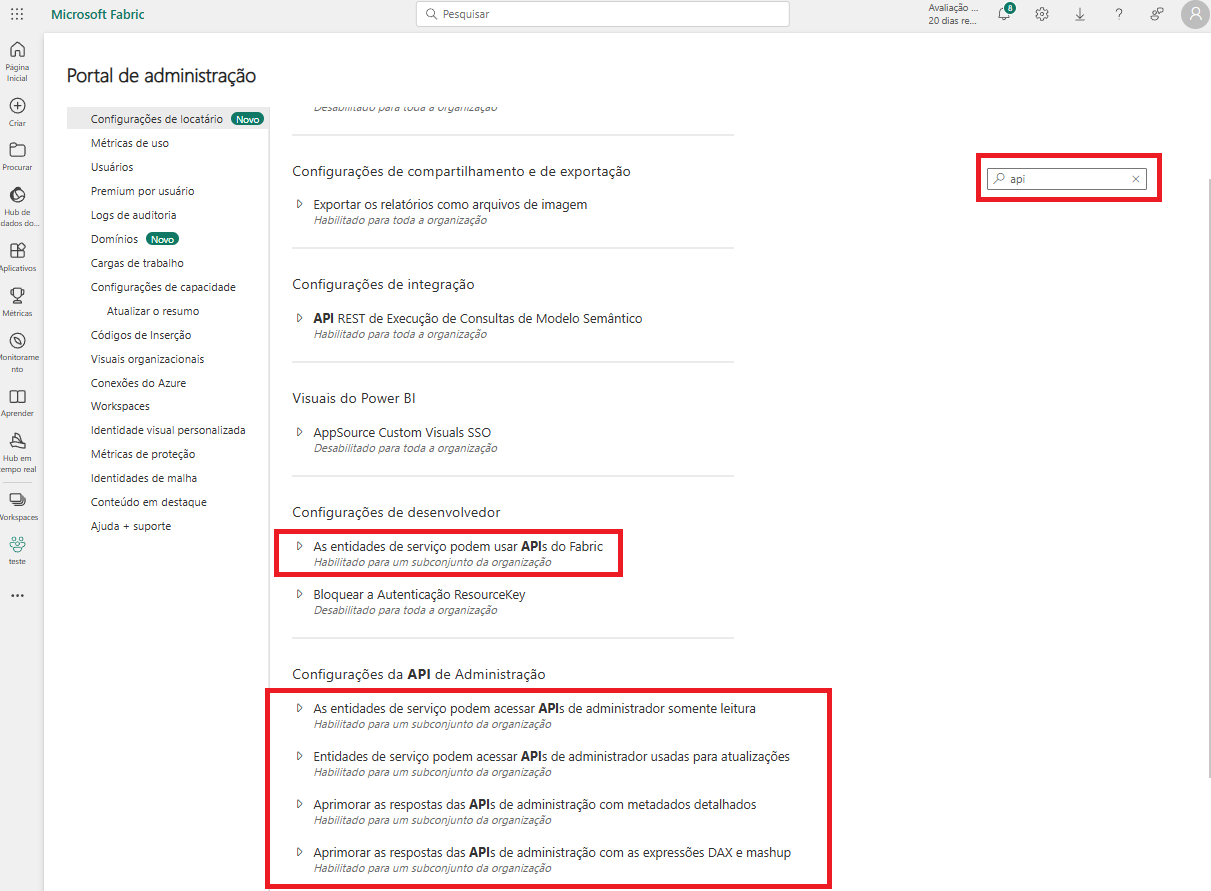 Microsoft Fabric
Pesquisar
Avaliação ...
20 dias re...
8
Página
Inicial
Criar
Procurar
Hub de
dados do...
Aplicativos
Métricas
Monitorame
nto
Aprender
Hub em
tempo real
Workspaces
teste
Portal de administração
Configurações de locatário Novo
Métricas de uso
Usuários
Premium por usuário
Logs de auditoria
Domínios Novo
Cargas de trabalho
Configurações de capacidade
Atualizar o resumo
Códigos de Inserção
Visuais organizacionais
Conexões do Azure
Workspaces
Identidade visual personalizada
Métricas de proteção
Identidades de malha
Conteúdo em destaque
Ajuda + suporte
Desabilitado para toda a organização
Configurações de compartilhamento e de exportação
Exportar os relatórios como arquivos de imagem
Habilitado para toda a organização
Configurações de integração
API REST de Execução de Consultas de Modelo Semântico
Habilitado para toda a organização
Visuais do Power BI
AppSource Custom Visuals SSO
Desabilitado para toda a organização
Configurações de desenvolvedor
As entidades de serviço podem usar APIs do Fabric
Habilitado para um subconjunto da organização
Bloquear a Autenticação ResourceKey
Desabilitado para toda a organização
Configurações da API de Administração
As entidades de serviço podem acessar APIs de administrador somente leitura
Habilitado para um subconjunto da organização
Entidades de serviço podem acessar APIs de administrador usadas para atualizações
Habilitado para um subconjunto da organização
Aprimorar as respostas das APIs de administração com metadados detalhados
Habilitado para um subconjunto da organização
Aprimorar as respostas das APIs de administração com as expressões DAX e mashup
Habilitado para um subconjunto da organização
api